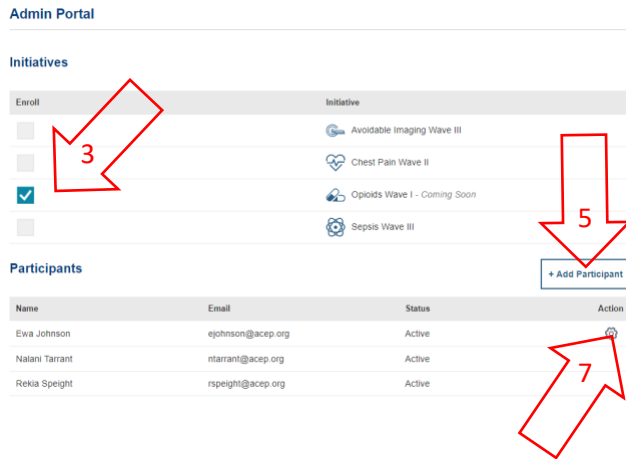 Admin Portal
Initiatives
Enroll Initiative
Avoidable Imaging Wave III
3
Chest Pain Wave II
Opioids Wave I - Coming Soon
5
Sepsis Wave III
Participants + Add Participant
Name Email Status Action
Ewa Johnson ejohnson@acep.org Active
Nalani Tarrant ntarrant@acep.org Active
7
Rekia Speight rspeight@acep.org Active